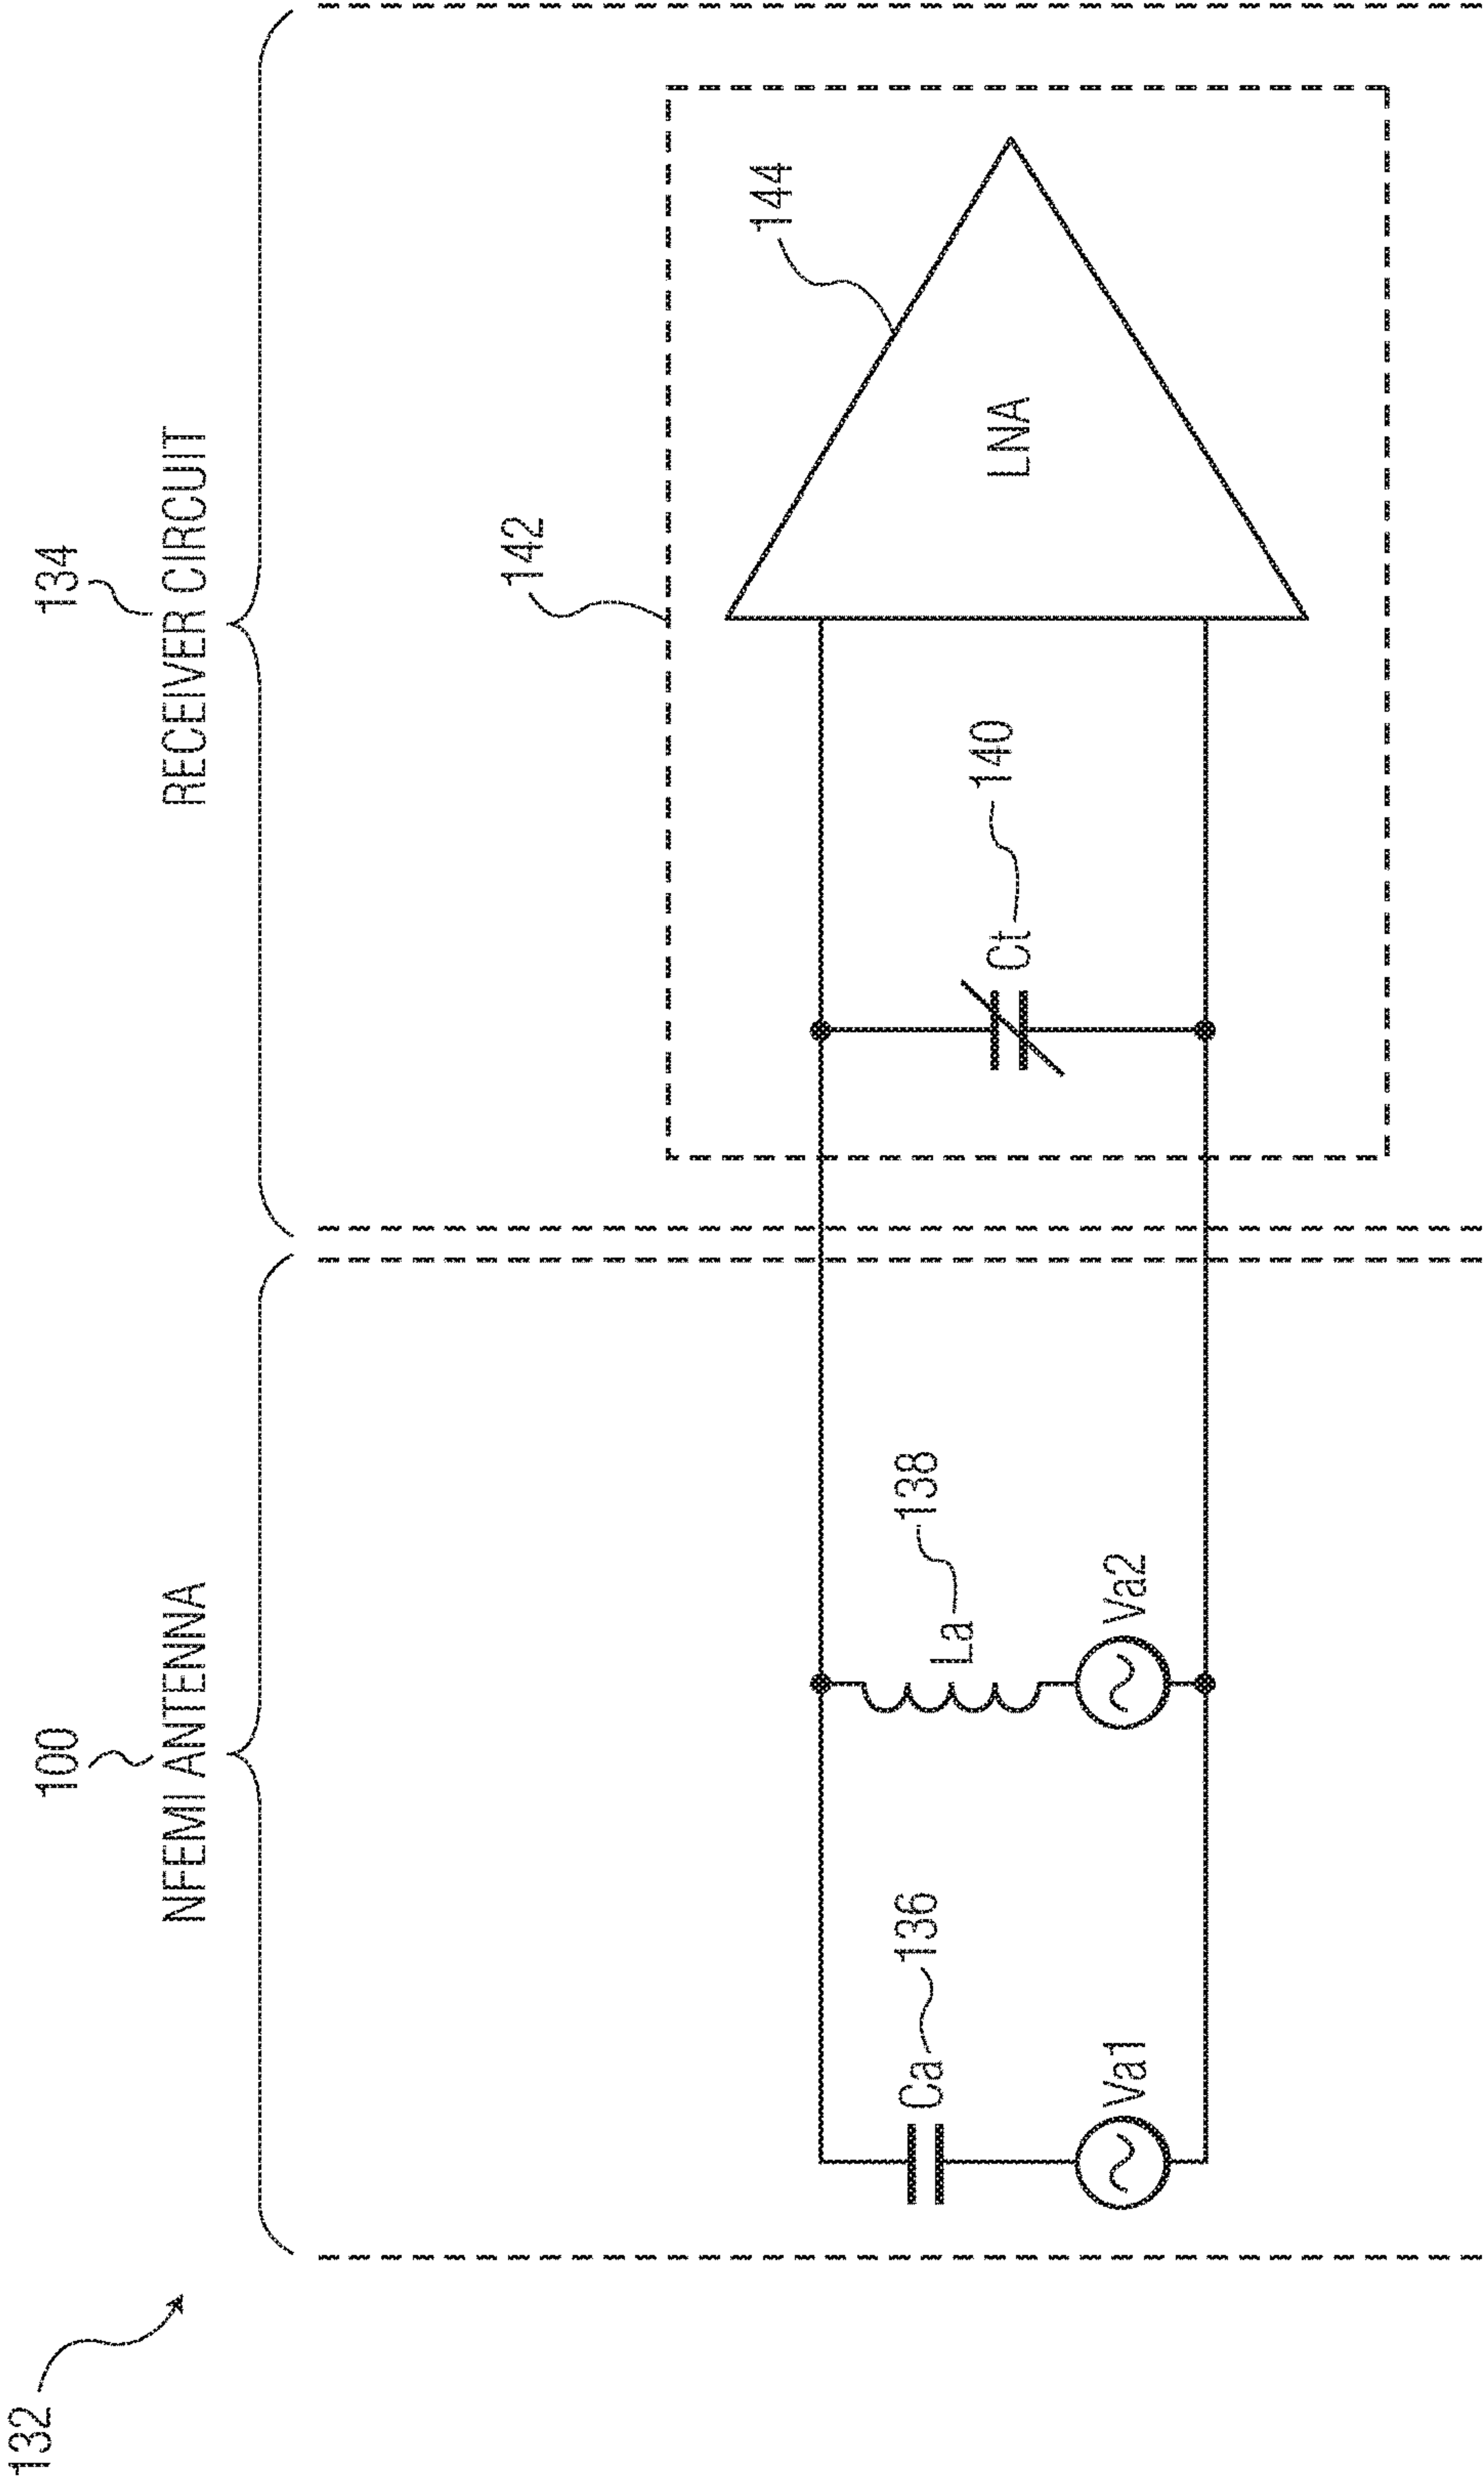 132
100
NFEMI ANTENNA
134
RECEIVER CIRCUIT
142
144
LNA
Ct
140
Ca
136
Va1
La
138
Va2